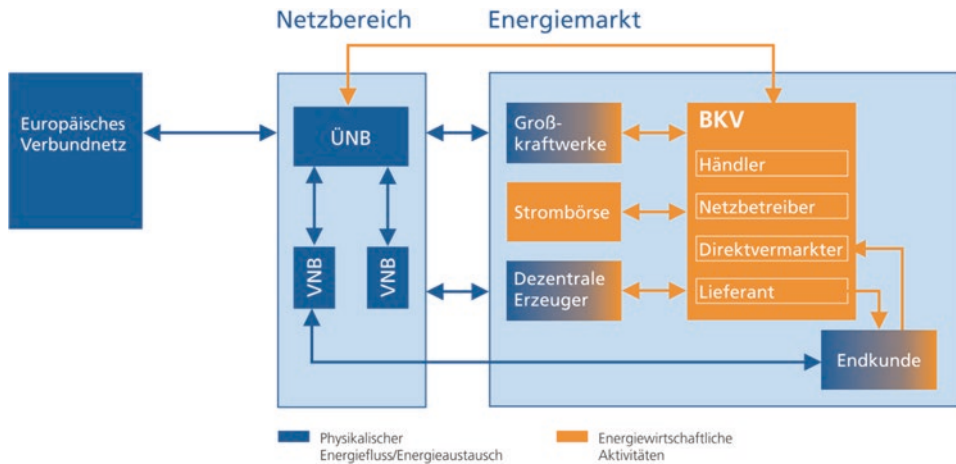 Netzbereich
Energiemarkt
Europäisches
Verbundnetz
ÜNB
VNB
VNB
Groß-
kraftwerke
Strombörse
Dezentrale
Erzeuger
BKV
Händler
Netzbetreiber
Direktvermarkter
Lieferant
Endkunde
Physikalischer
Energiefluss/Energieaustausch
Energiewirtschaftliche
Aktivitäten